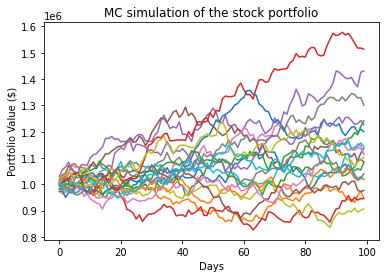 MC simulation of the stock portfolio
1e6
1.6
1.5
1.4
1.3
1.2
1.1
1.0
0.9
0.8
Portfolio Value ($)
0 20 40 60 80 100
Days